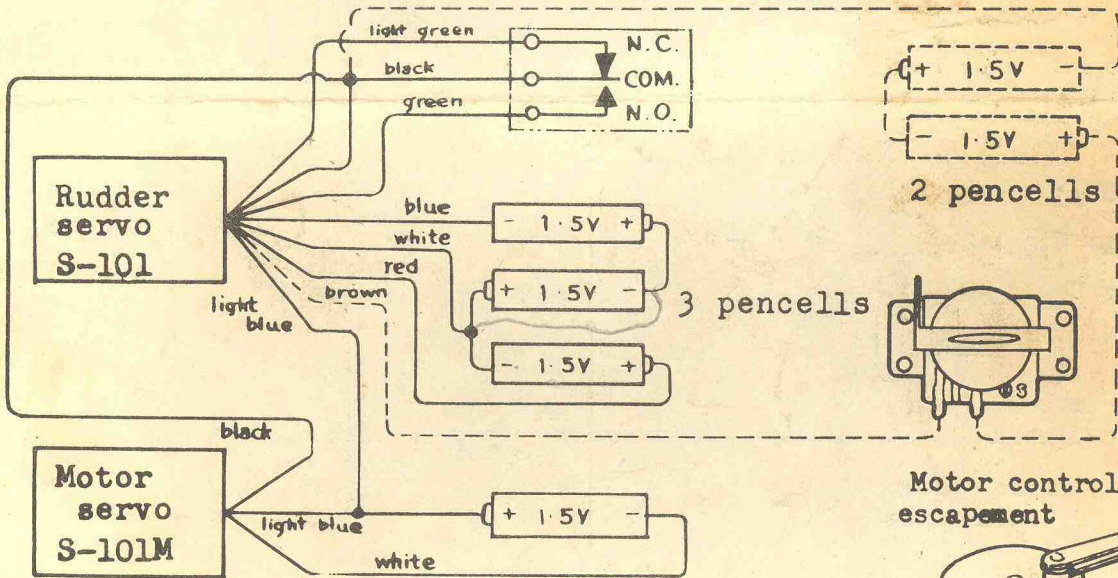 light green
N.C.
black
COM.
green
N.O.
+ 1.5V -
- 1.5V +
2 pencells
Rudder
servo
S-101
blue
- 1.5V +
white
red
+ 1.5V -
3 pencells
brown
light
blue
- 1.5V +
black
Motor
servo
S-101M
light blue
+ 1.5V -
white
Motor control
escapement